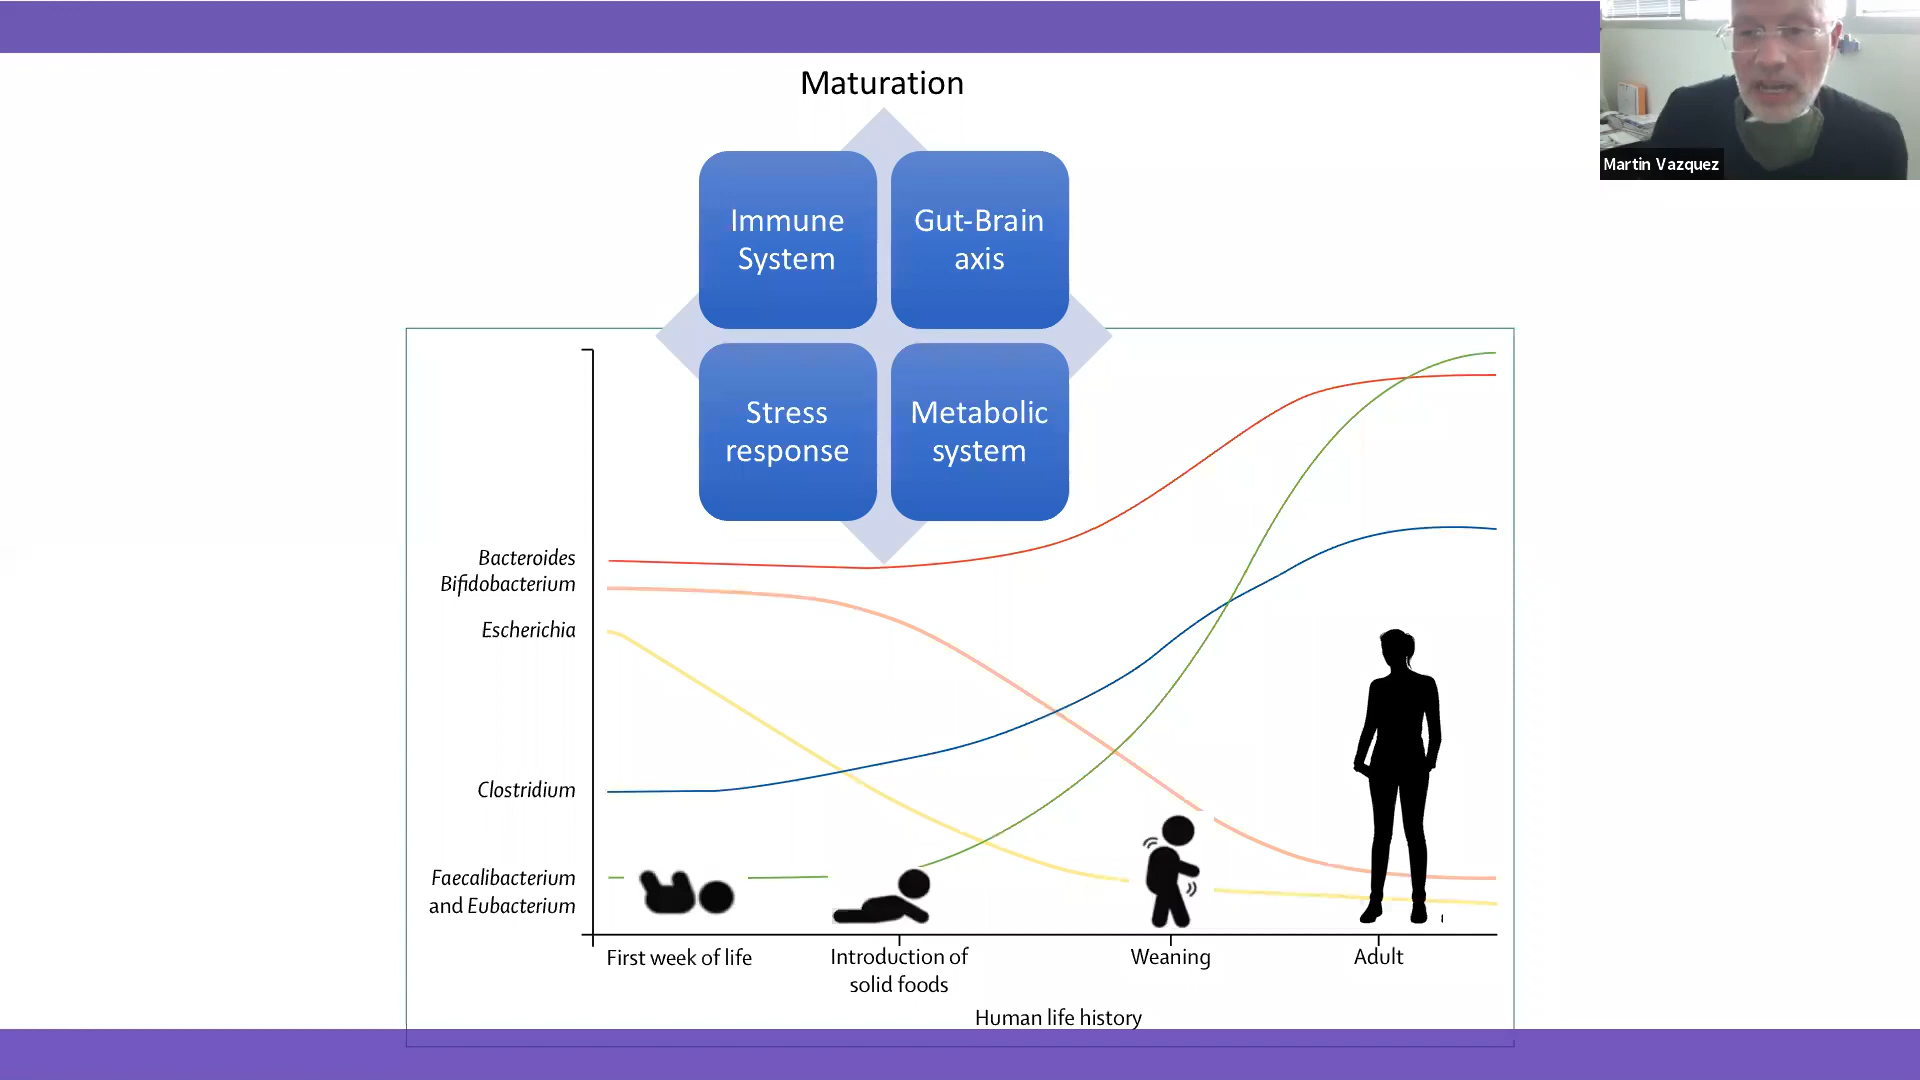 Maturation
Immune
System
Gut-Brain
axis
Stress
response
Metabolic
system
Bacteroides
Bifidobacterium
Escherichia
Clostridium
Faecalibacterium
and Eubacterium
First week of life
Introduction of
solid foods
Weaning
Adult
Human life history
Martin Vazquez